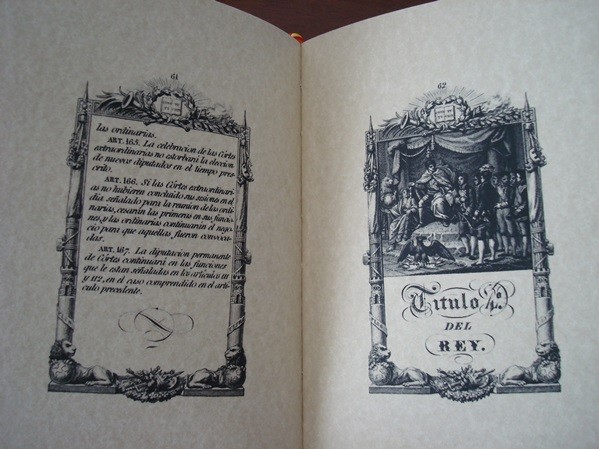 61
las ordinarias.
ART. 165. La celebracion de las Córtes
extraordinarias no estorbará la eleccion
de nuevos diputados en el tiempo pres-
crito.
ART. 166. Si las Córtes extraordinari-
as no hubieren concluido sus sesiones en el
dia señalado para la reunion de las ordi-
narias, cesarán las primeras en sus funcio-
nes, y las ordinarias continuarán el nego-
cio para que aquellas fueron convoca-
das.
ART. 167. La diputacion permanente
de Córtes continuará en las funciones
que le estan señaladas en los artículos 111
y 112, en el caso comprendido en el artí-
culo precedente.
62
Título 4º.
DEL
REY.